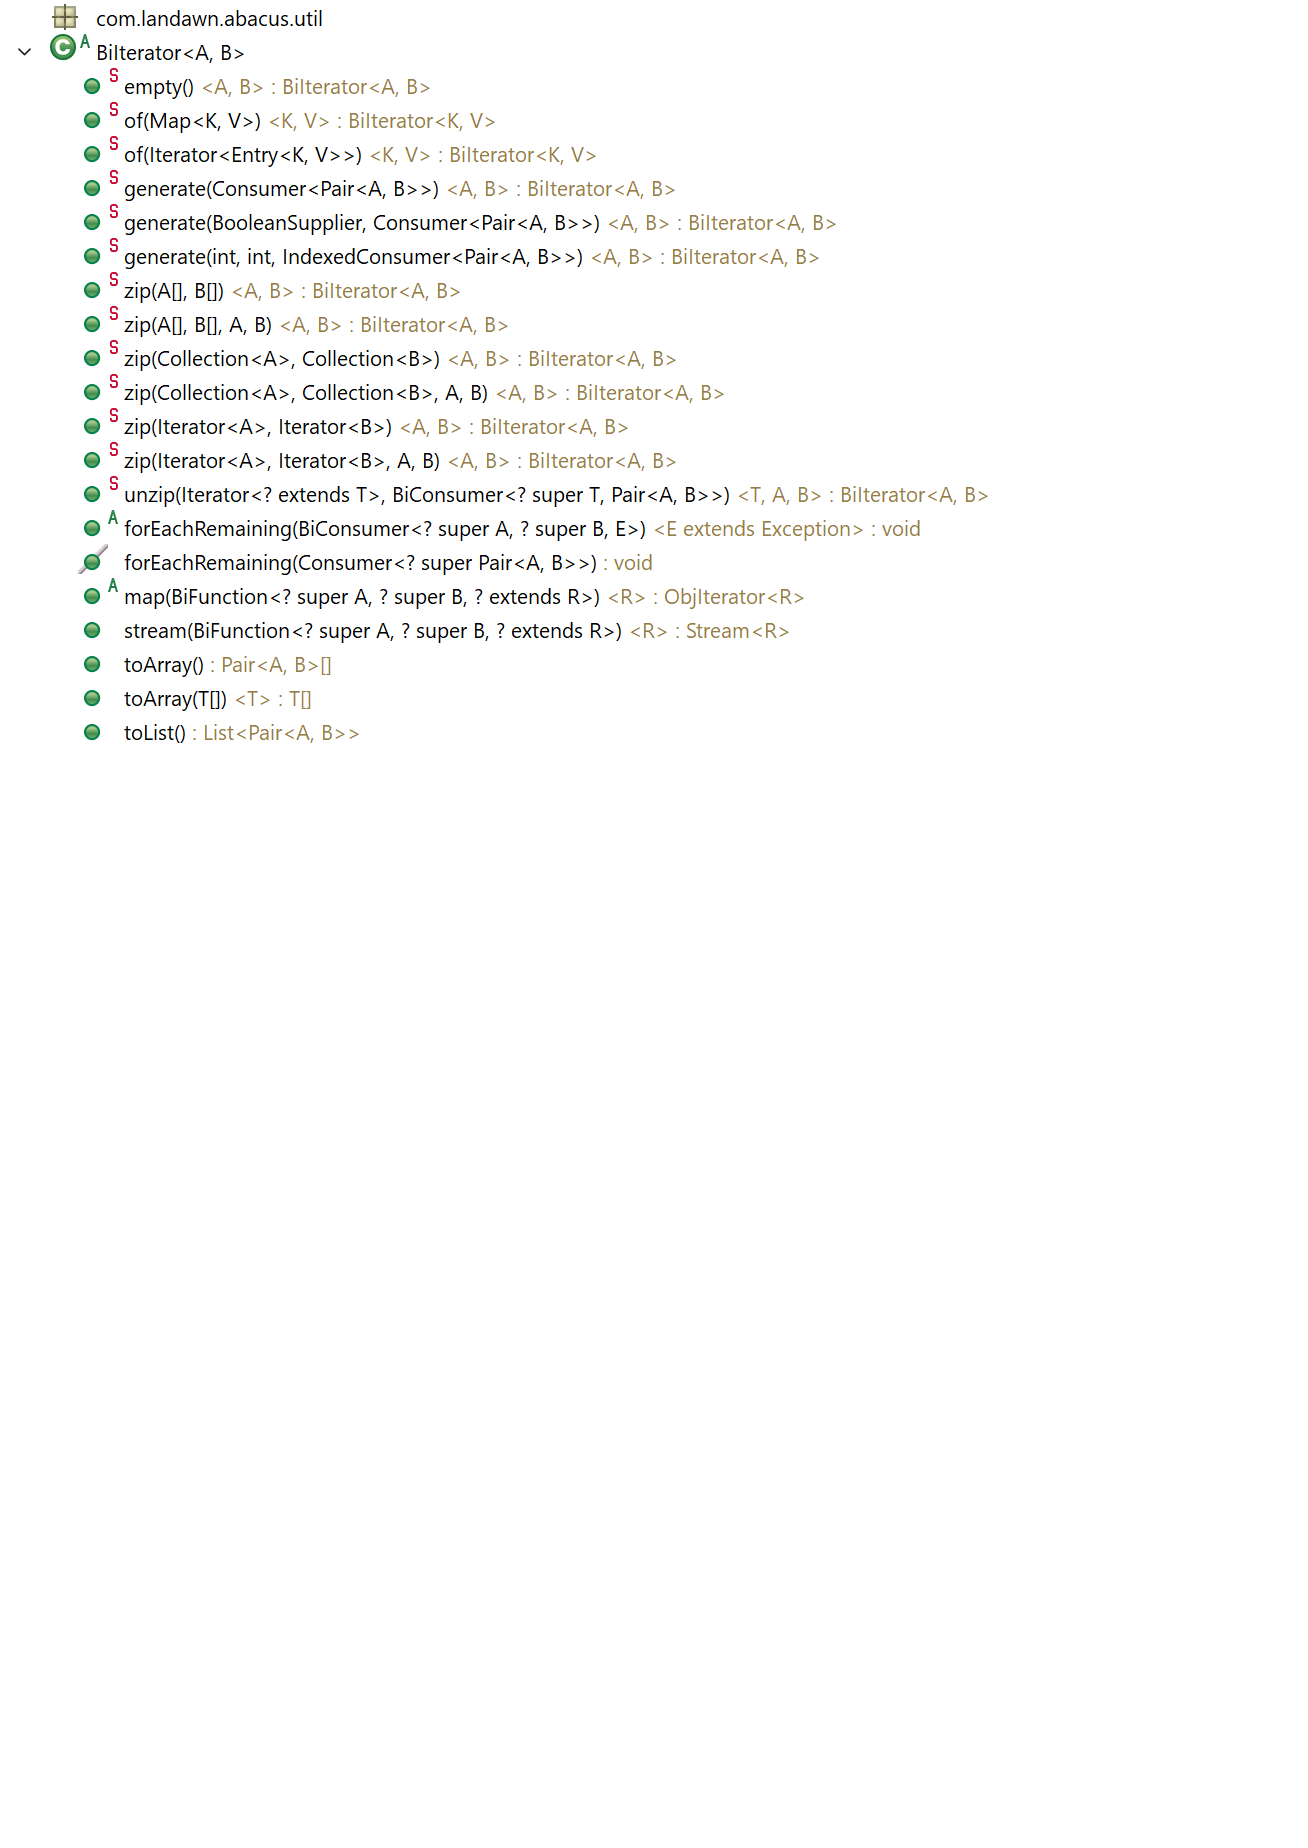 com.landawn.abacus.util
C A BiIterator<A, B>
S empty() <A, B> : BiIterator<A, B>
S of(Map<K, V>) <K, V> : BiIterator<K, V>
S of(Iterator<Entry<K, V>>) <K, V> : BiIterator<K, V>
S generate(Consumer<Pair<A, B>>) <A, B> : BiIterator<A, B>
S generate(BooleanSupplier, Consumer<Pair<A, B>>) <A, B> : BiIterator<A, B>
S generate(int, int, IndexedConsumer<Pair<A, B>>) <A, B> : BiIterator<A, B>
S zip(A[], B[]) <A, B> : BiIterator<A, B>
S zip(A[], B[], A, B) <A, B> : BiIterator<A, B>
S zip(Collection<A>, Collection<B>) <A, B> : BiIterator<A, B>
S zip(Collection<A>, Collection<B>, A, B) <A, B> : BiIterator<A, B>
S zip(Iterator<A>, Iterator<B>) <A, B> : BiIterator<A, B>
S zip(Iterator<A>, Iterator<B>, A, B) <A, B> : BiIterator<A, B>
S unzip(Iterator<? extends T>, BiConsumer<? super T, Pair<A, B>>) <T, A, B> : BiIterator<A, B>
A forEachRemaining(BiConsumer<? super A, ? super B, E>) <E extends Exception> : void
forEachRemaining(Consumer<? super Pair<A, B>>) : void
A map(BiFunction<? super A, ? super B, ? extends R>) <R> : ObjIterator<R>
stream(BiFunction<? super A, ? super B, ? extends R>) <R> : Stream<R>
toArray() : Pair<A, B>[]
toArray(T[]) <T> : T[]
toList() : List<Pair<A, B>>